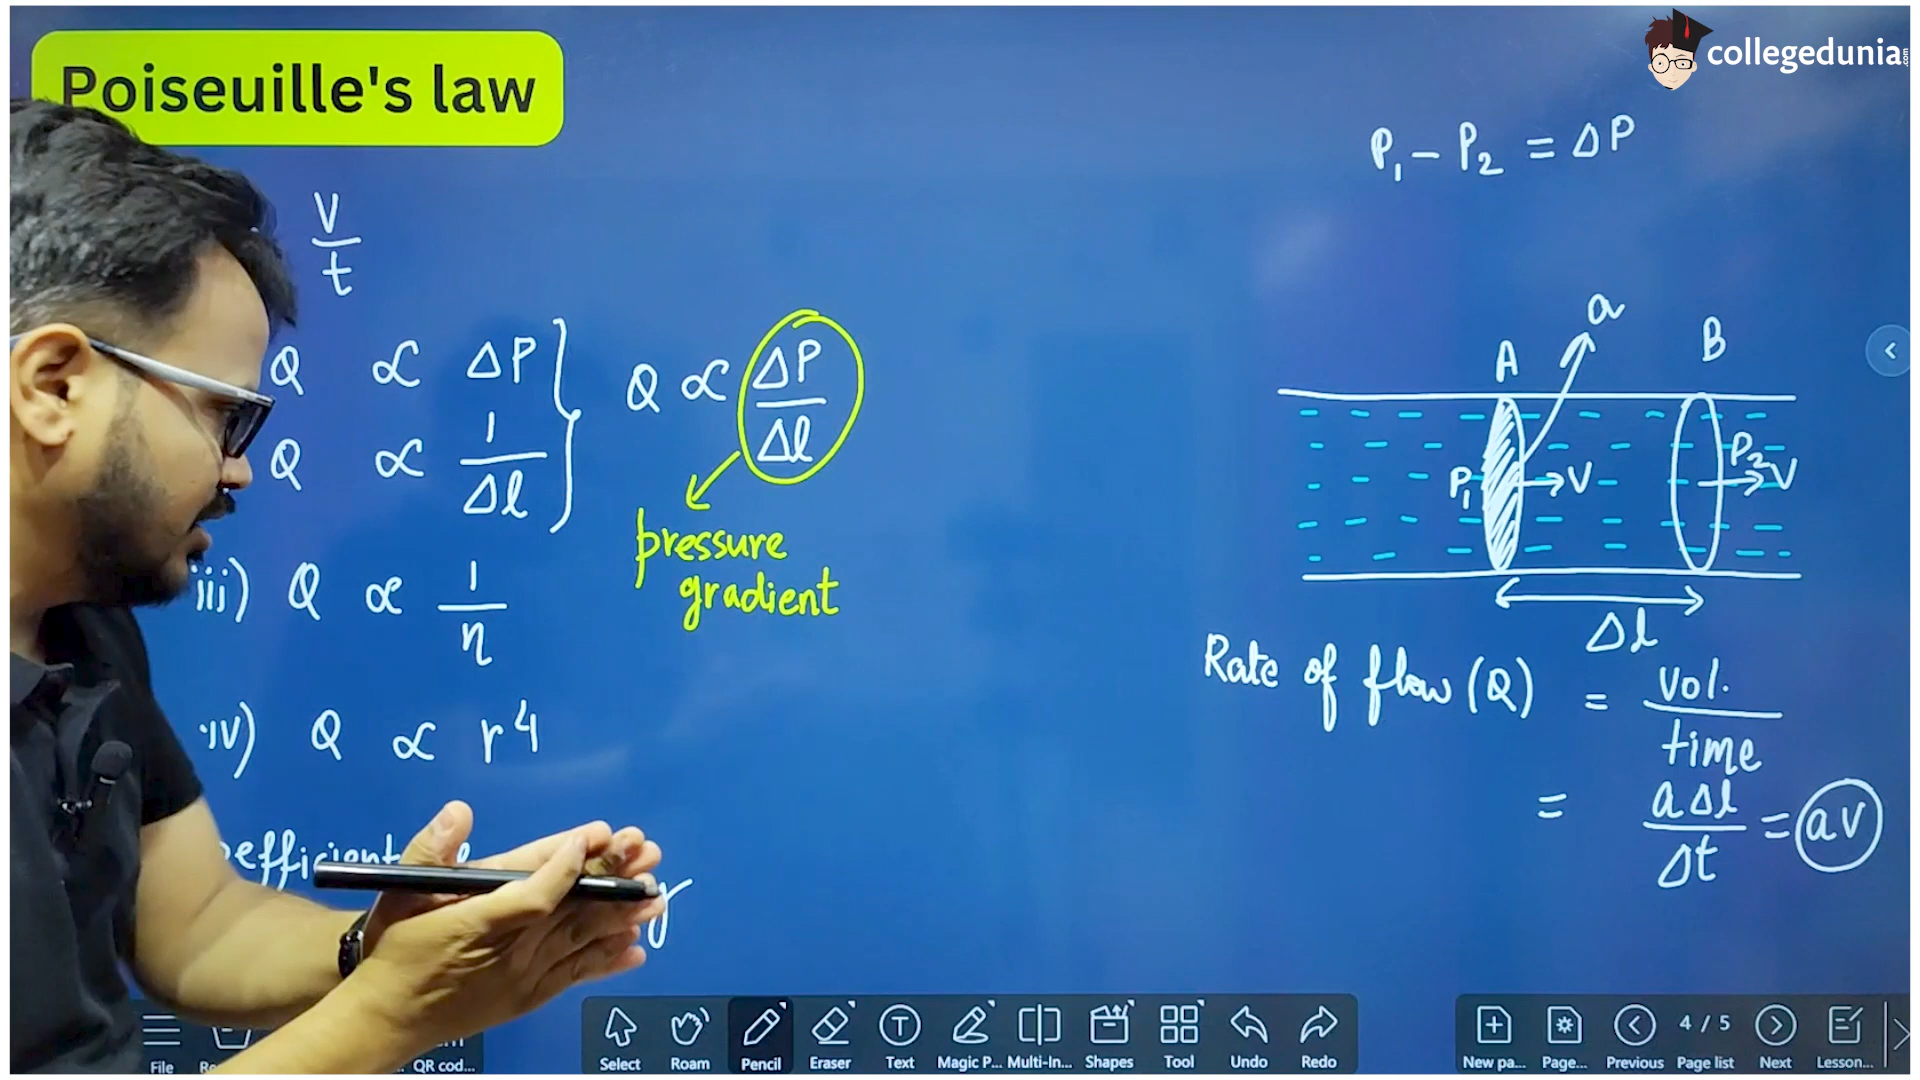 Poiseuille's law
collegedunia
.com
P₁ - P₂ = ΔP
V
t
Q ∝ ΔP
Q ∝ 1
Δl
Q ∝ ΔP
Δl
pressure
gradient
iii) Q ∝ 1
η
iv) Q ∝ r⁴
a
A
B
P₁
V
P₂
V
Δl
Rate of flow (Q) = vol.
time
= a Δl = av
Δt
File
QR cod...
Select
Roam
Pencil
Eraser
Text
Magic P...
Multi-In...
Shapes
Tool
Undo
Redo
New pa...
Page...
Previous
4 / 5
Page list
Next
Lesson...